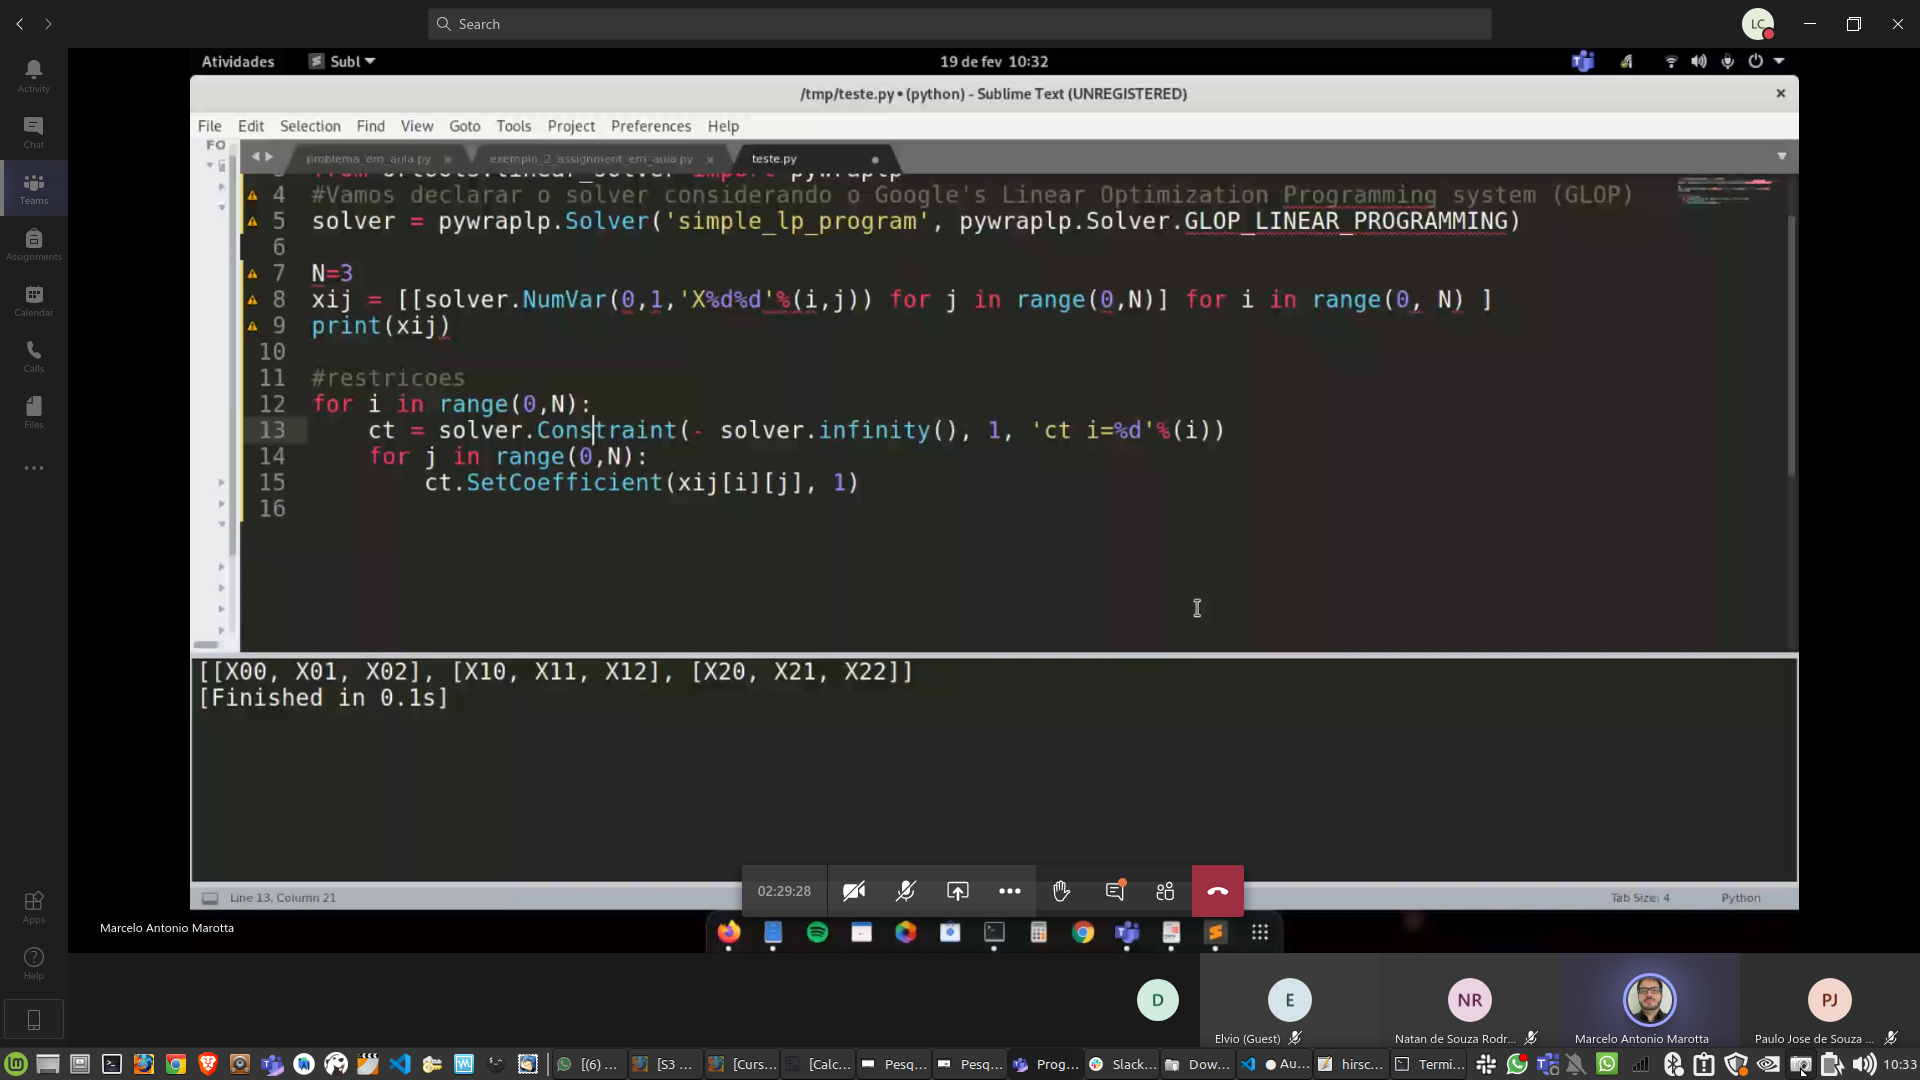 Search
LC
Activity
Chat
Teams
Assignments
Calendar
Calls
Files
Apps
Help
Atividades
Subl
19 de fev 10:32
/tmp/teste.py • (python) - Sublime Text (UNREGISTERED)
File Edit Selection Find View Goto Tools Project Preferences Help
FO
problema_em_aula.py
exemplo_2_assignment_em_aula.py
teste.py
3 from ortools.linear_solver import pywraplp
4 #Vamos declarar o solver considerando o Google's Linear Optimization Programming system (GLOP)
5 solver = pywraplp.Solver('simple_lp_program', pywraplp.Solver.GLOP_LINEAR_PROGRAMMING)
6
7 N=3
8 xij = [[solver.NumVar(0,1,'X%d%d'%(i,j)) for j in range(0,N)] for i in range(0, N) ]
9 print(xij)
10
11 #restricoes
12 for i in range(0,N):
13 ct = solver.Constraint(- solver.infinity(), 1, 'ct i=%d'%(i))
14 for j in range(0,N):
15 ct.SetCoefficient(xij[i][j], 1)
16
[[X00, X01, X02], [X10, X11, X12], [X20, X21, X22]]
[Finished in 0.1s]
02:29:28
Line 13, Column 21
Tab Size: 4
Python
Marcelo Antonio Marotta
D
E
NR
PJ
Elvio (Guest)
Natan de Souza Rodr...
Marcelo Antonio Marotta
Paulo Jose de Souza ...
[(6) ...
[S3 ...
[Curs...
[Calc...
Pesq...
Pesq...
Prog...
Slack...
Dow...
● Au...
hirsc...
Termi...
10:33